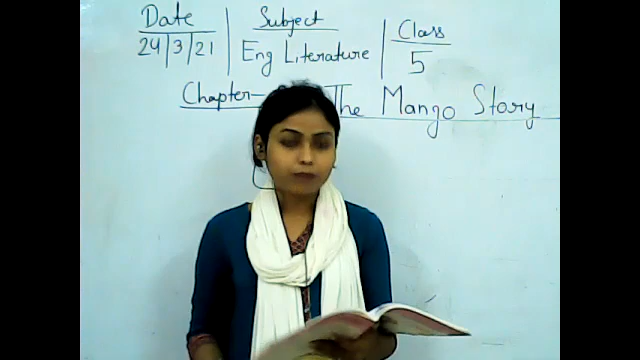 Date | Subject | Class
24/3/21 | Eng Literature | 5
Chapter- The Mango Story